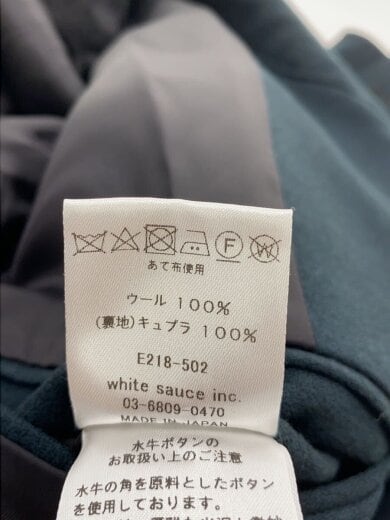 F W
あて布使用
ウール 100%
(裏地)キュプラ 100%
E218-502
white sauce inc.
03-6809-0470
MADE IN JAPAN
水牛ボタンの
お取扱い上のご注意
水牛の角を原料としたボタン
を使用しています。